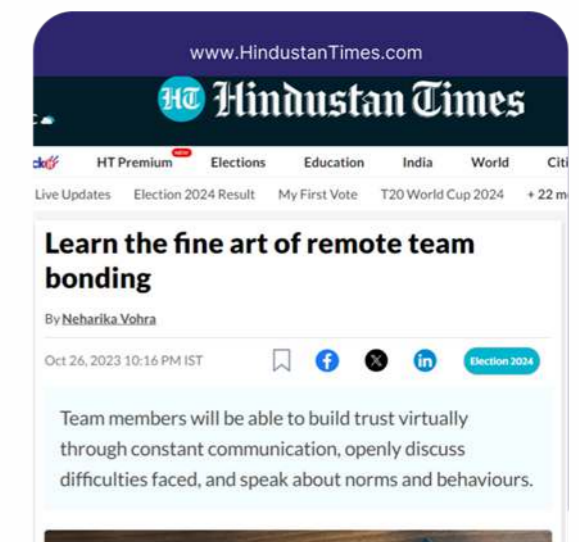 www.HindustanTimes.com
HT Hindustan Times
HT Premium NEW Elections Education India World
Live Updates Election 2024 Result My First Vote T20 World Cup 2024 + 22 m
Learn the fine art of remote team
bonding
By Neharika Vohra
Oct 26, 2023 10:16 PM IST
Election 2024
Team members will be able to build trust virtually
through constant communication, openly discuss
difficulties faced, and speak about norms and behaviours.